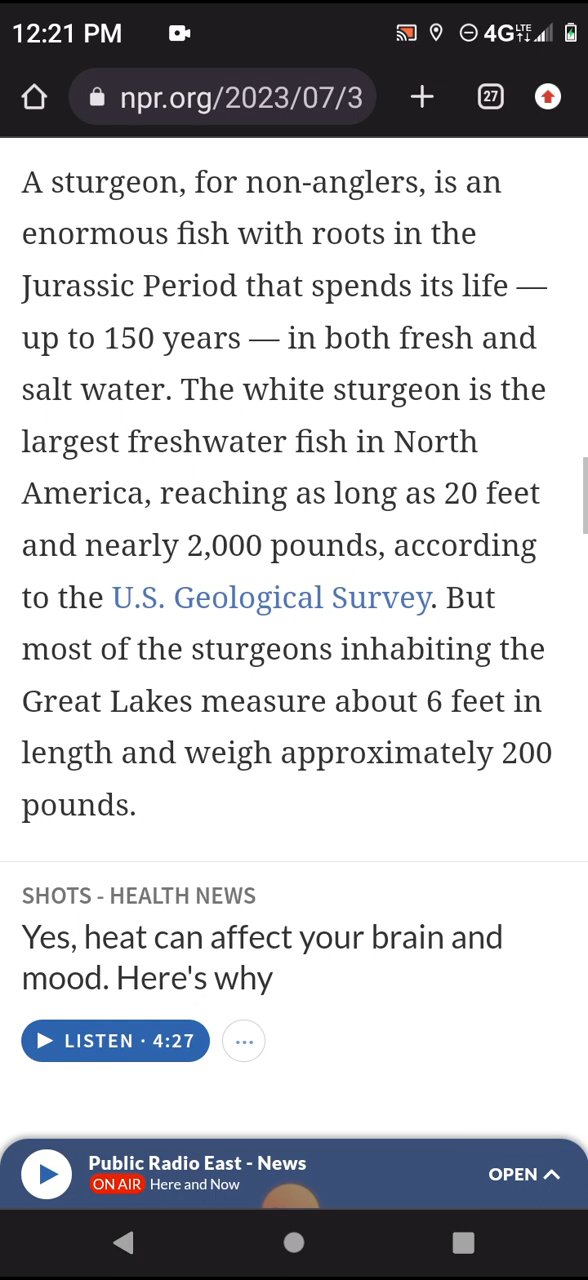 12:21 PM
4G LTE
npr.org/2023/07/3
27
A sturgeon, for non-anglers, is an
enormous fish with roots in the
Jurassic Period that spends its life —
up to 150 years — in both fresh and
salt water. The white sturgeon is the
largest freshwater fish in North
America, reaching as long as 20 feet
and nearly 2,000 pounds, according
to the U.S. Geological Survey. But
most of the sturgeons inhabiting the
Great Lakes measure about 6 feet in
length and weigh approximately 200
pounds.
SHOTS - HEALTH NEWS
Yes, heat can affect your brain and
mood. Here's why
LISTEN · 4:27
Public Radio East - News
ON AIR Here and Now
OPEN